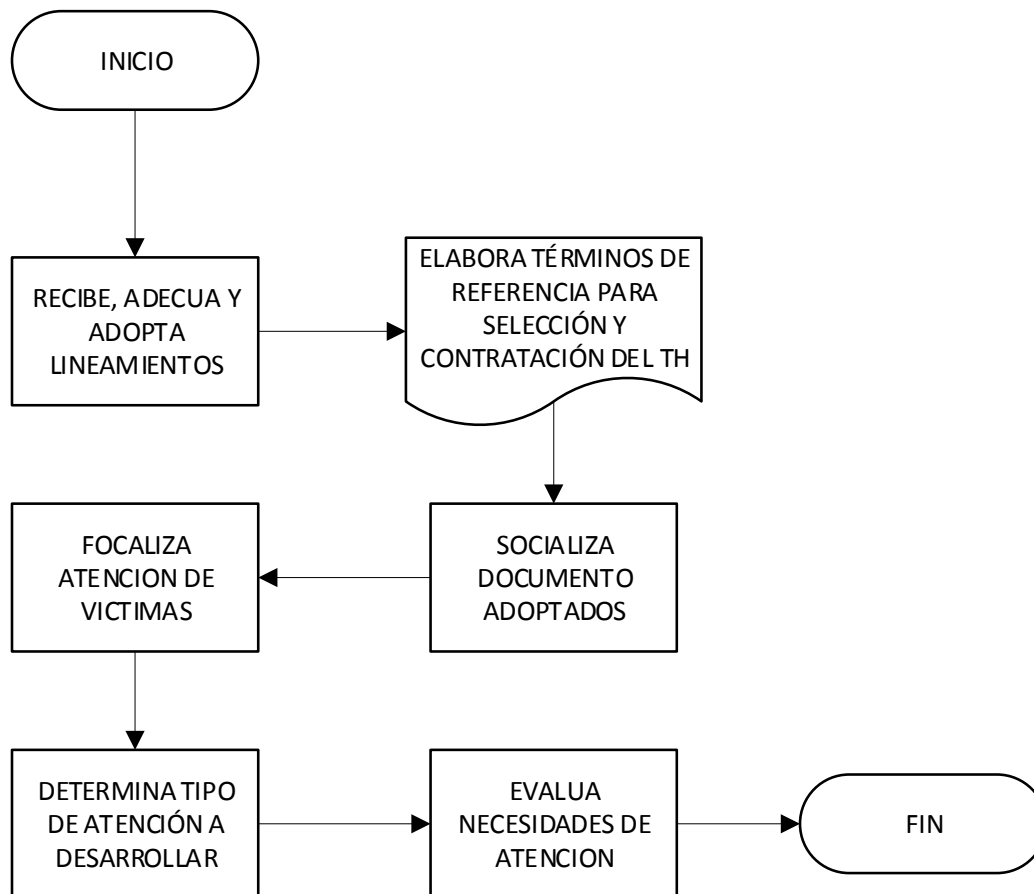 INICIO
RECIBE, ADECUA Y
ADOPTA
LINEAMIENTOS
ELABORA TÉRMINOS DE
REFERENCIA PARA
SELECCIÓN Y
CONTRATACIÓN DEL TH
SOCIALIZA
DOCUMENTO
ADOPTADOS
FOCALIZA
ATENCION DE
VICTIMAS
DETERMINA TIPO
DE ATENCIÓN A
DESARROLLAR
EVALUA
NECESIDADES DE
ATENCION
FIN